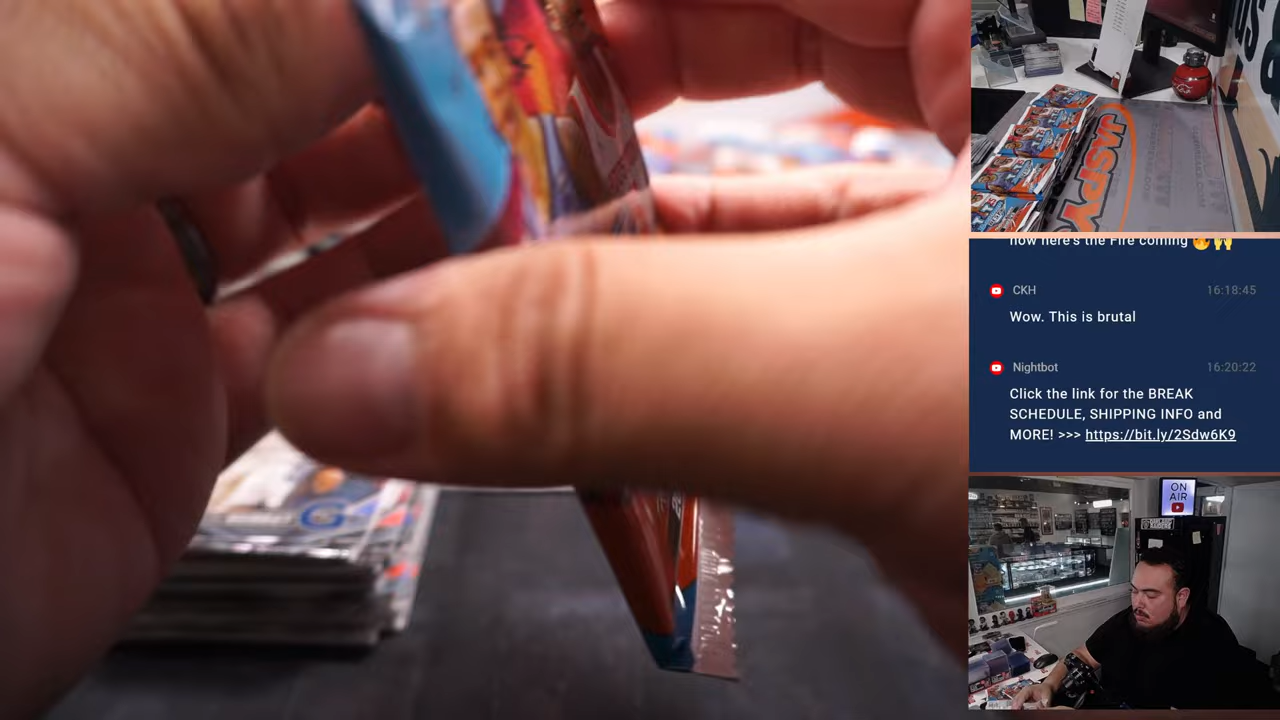 now here's the Fire coming 🔥🙌
CKH
16:18:45
Wow. This is brutal
Nightbot
16:20:22
Click the link for the BREAK
SCHEDULE, SHIPPING INFO and
MORE! >>> https://bit.ly/2Sdw6K9
JASPY
ON
AIR
G